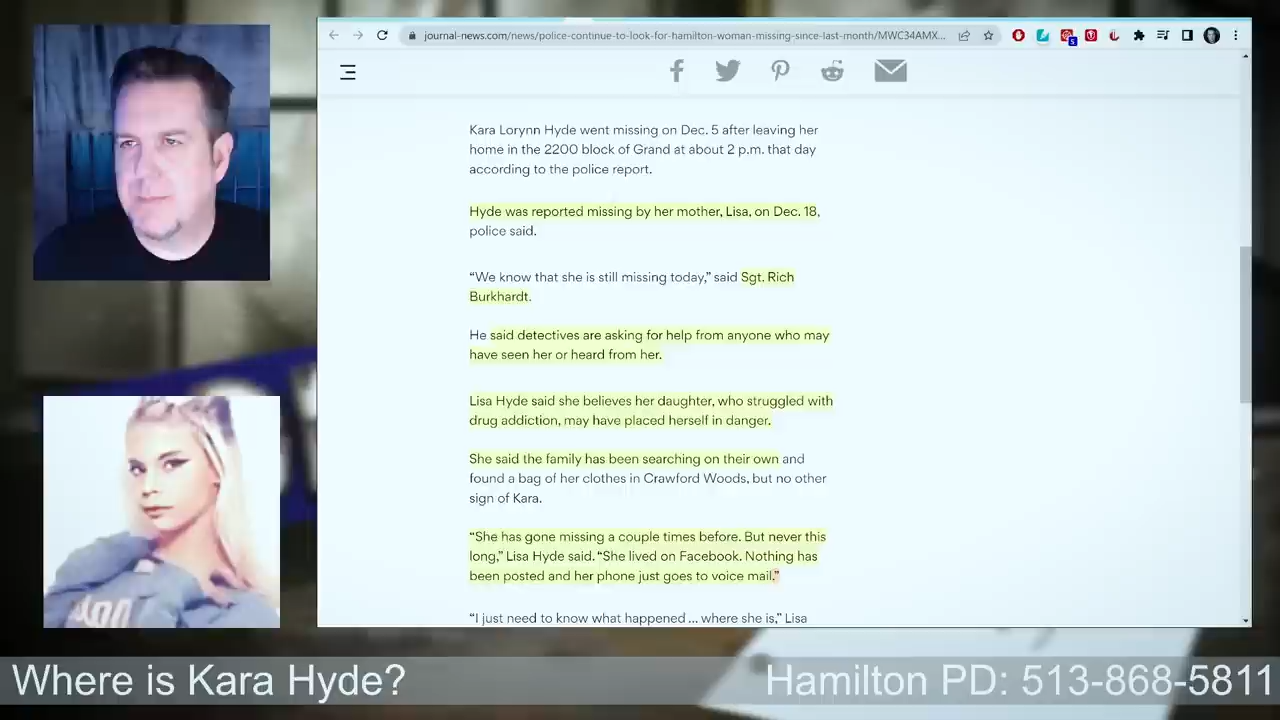 journal-news.com/news/police-continue-to-look-for-hamilton-woman-missing-since-last-month/MWC34AMX...
Kara Lorynn Hyde went missing on Dec. 5 after leaving her
home in the 2200 block of Grand at about 2 p.m. that day
according to the police report.
Hyde was reported missing by her mother, Lisa, on Dec. 18,
police said.
“We know that she is still missing today,” said Sgt. Rich
Burkhardt.
He said detectives are asking for help from anyone who may
have seen her or heard from her.
Lisa Hyde said she believes her daughter, who struggled with
drug addiction, may have placed herself in danger.
She said the family has been searching on their own and
found a bag of her clothes in Crawford Woods, but no other
sign of Kara.
“She has gone missing a couple times before. But never this
long,” Lisa Hyde said. “She lived on Facebook. Nothing has
been posted and her phone just goes to voice mail.”
“I just need to know what happened ... where she is,” Lisa
Where is Kara Hyde?
Hamilton PD: 513-868-5811